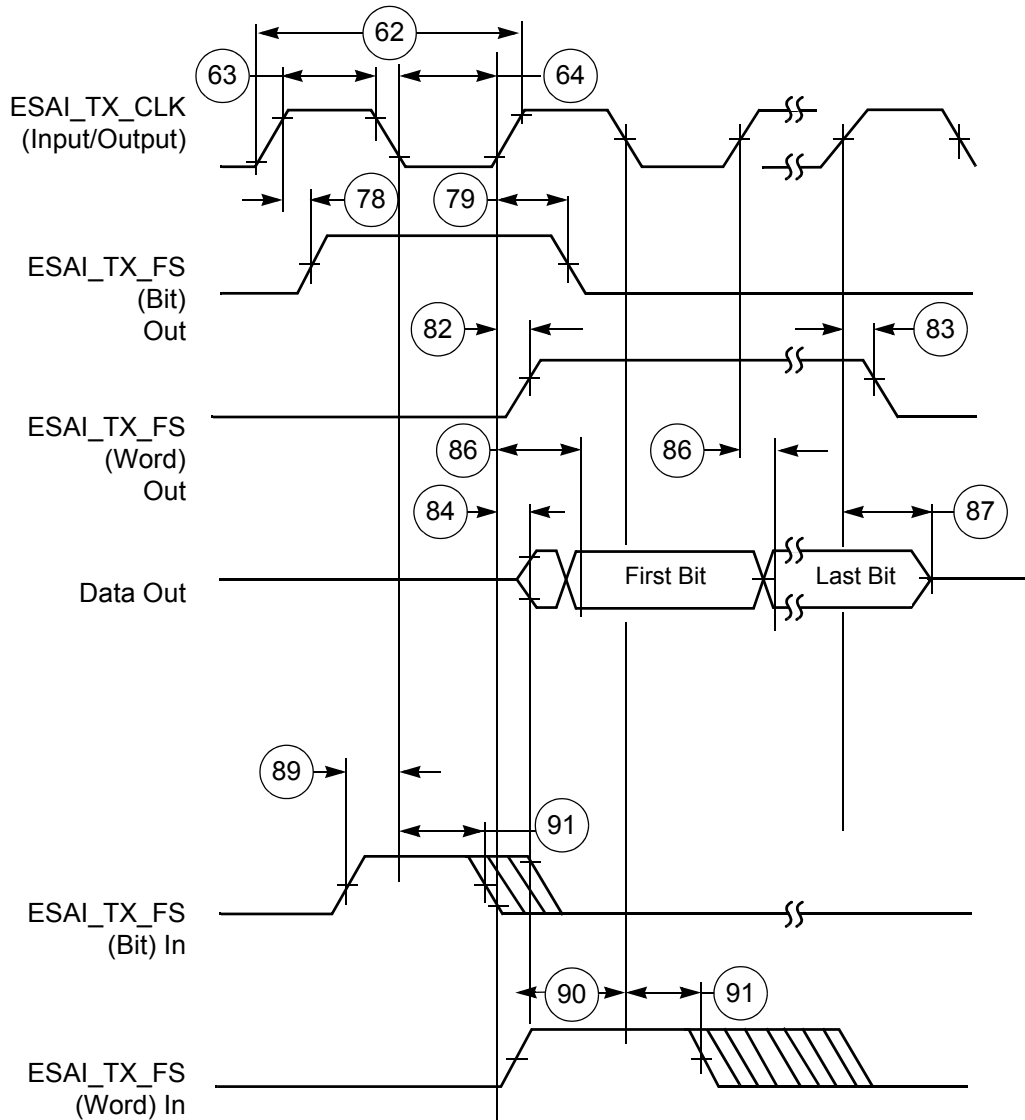 62
63
64
ESAI_TX_CLK
(Input/Output)
78
79
ESAI_TX_FS
(Bit)
Out
82
83
ESAI_TX_FS
(Word)
Out
86
86
84
87
First Bit
Last Bit
Data Out
89
91
ESAI_TX_FS
(Bit) In
90
91
ESAI_TX_FS
(Word) In